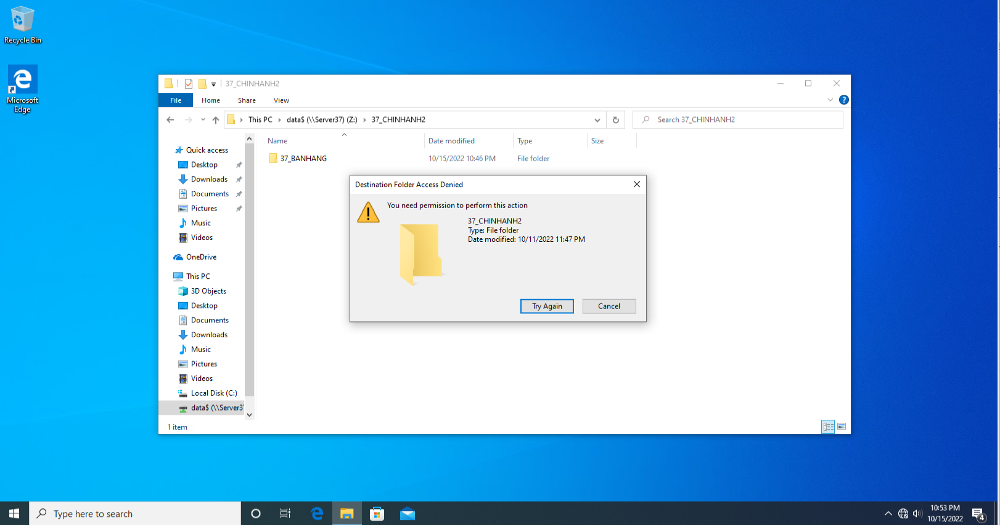 Recycle Bin
Microsoft
Edge
37_CHINHANH2
File
Home
Share
View
?
This PC
data$ (\\Server37) (Z:)
37_CHINHANH2
Search 37_CHINHANH2
Name
Date modified
Type
Size
37_BANHANG
10/15/2022 10:46 PM
File folder
Quick access
Desktop
Downloads
Documents
Pictures
Music
Videos
OneDrive
This PC
3D Objects
Desktop
Documents
Downloads
Music
Pictures
Videos
Local Disk (C:)
data$ (\\Server37
1 item
Destination Folder Access Denied
You need permission to perform this action
37_CHINHANH2
Type: File folder
Date modified: 10/11/2022 11:47 PM
Try Again
Cancel
Type here to search
10:53 PM
10/15/2022
4